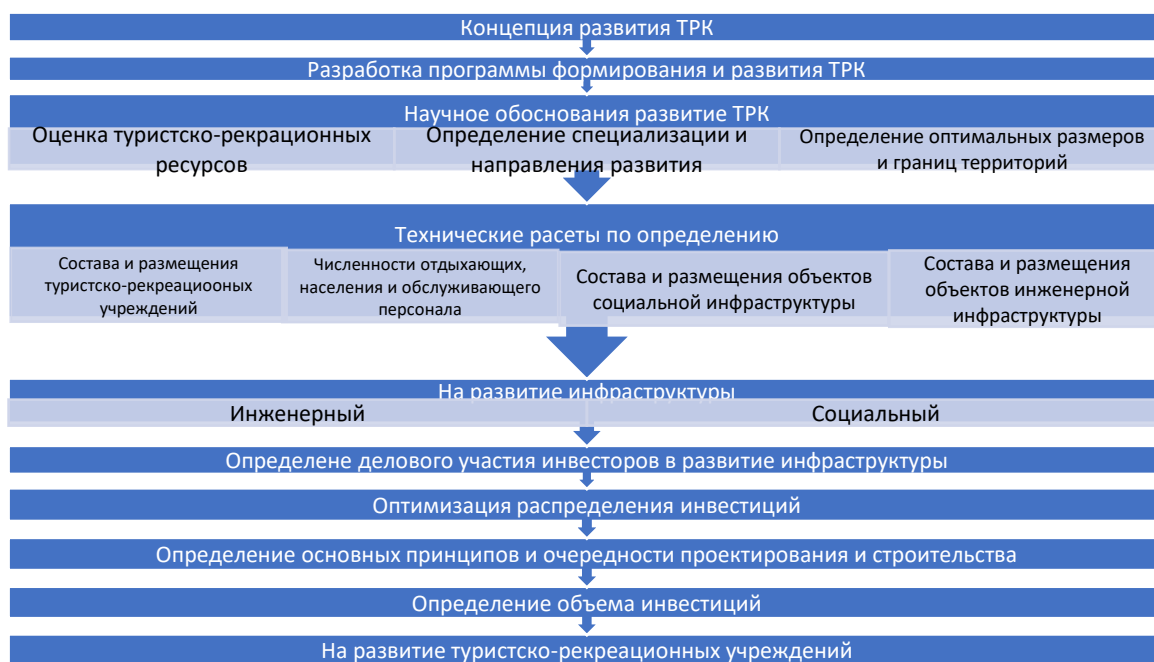 Концепция развития ТРК
Разработка программы формирования и развития ТРК
Научное обоснования развитие ТРК
Оценка туристско-рекрационных
ресурсов
Определение специализации и
направления развития
Определение оптимальных размеров
и границ территорий
Технические расеты по определению
Состава и размещения
туристско-рекреациооных
учреждений
Численности отдыхающих,
населения и обслуживающего
персонала
Состава и размещения объектов
социальной инфраструктуры
Состава и размещения
объектов инженерной
инфраструктуры
На развитие инфраструктуры
Инженерный
Социальный
Определене делового участия инвесторов в развитие инфраструктуры
Оптимизация распределения инвестиций
Определение основных принципов и очередности проектирования и строительства
Определение объема инвестиций
На развитие туристско-рекреационных учреждений